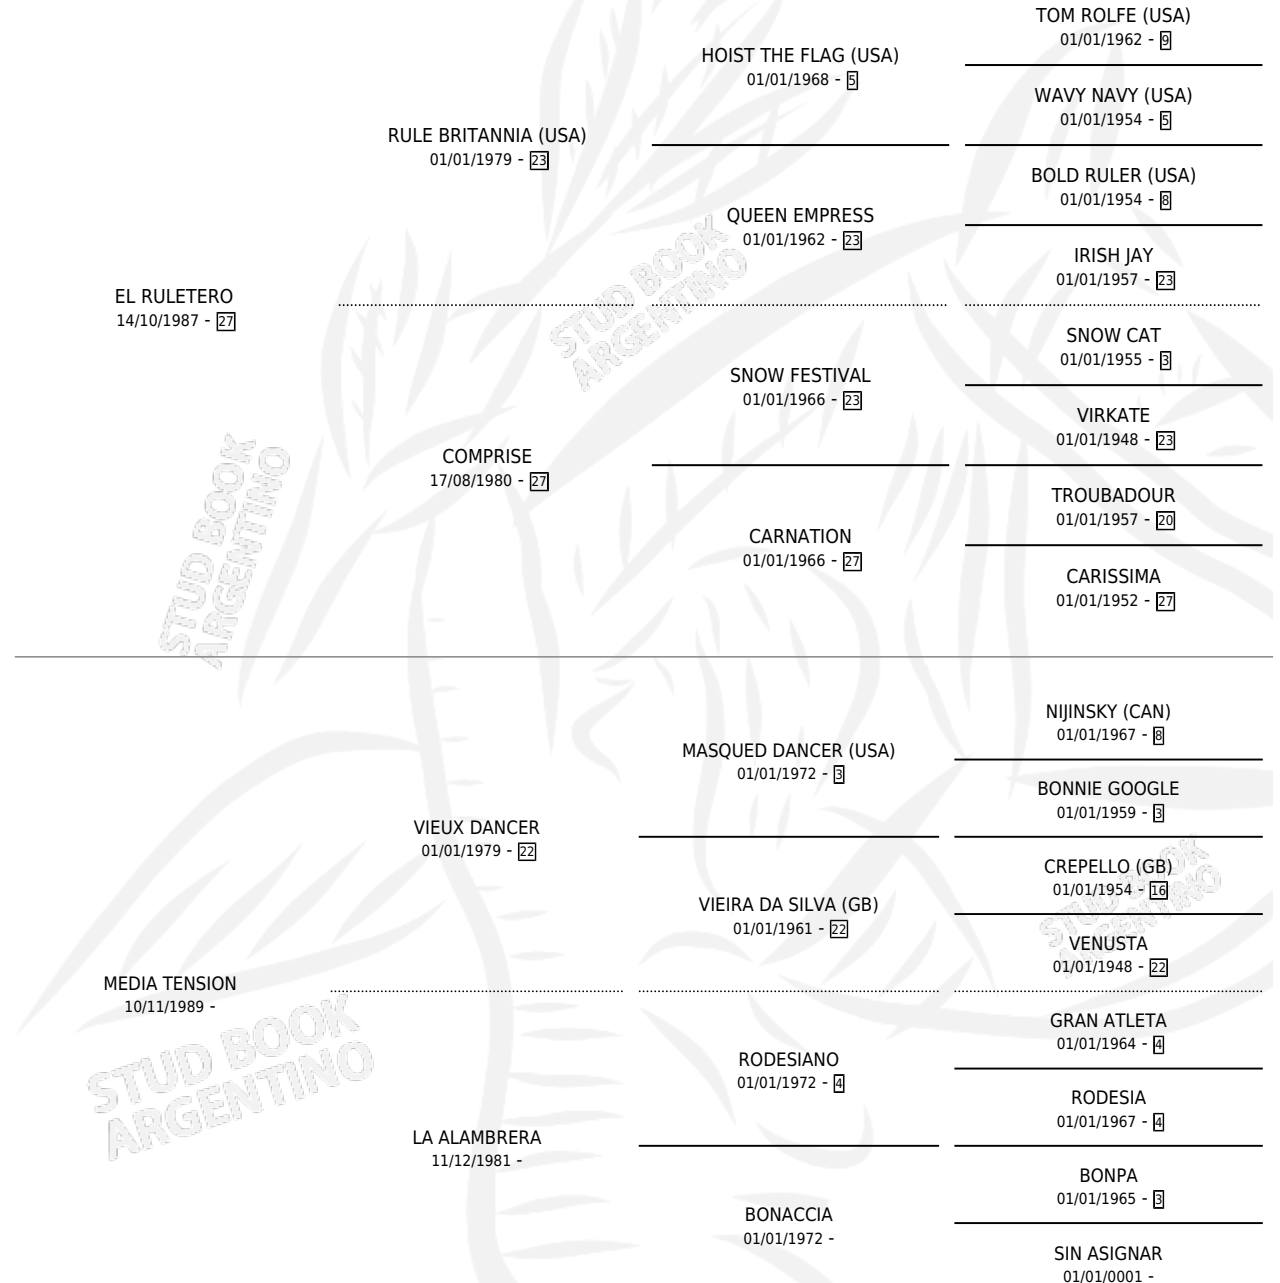 TOM ROLFE (USA)
01/01/1962 - 9
HOIST THE FLAG (USA)
01/01/1968 - 5
WAVY NAVY (USA)
01/01/1954 - 5
RULE BRITANNIA (USA)
01/01/1979 - 23
BOLD RULER (USA)
01/01/1954 - 8
QUEEN EMPRESS
01/01/1962 - 23
IRISH JAY
01/01/1957 - 23
EL RULETERO
14/10/1987 - 27
SNOW CAT
01/01/1955 - 3
SNOW FESTIVAL
01/01/1966 - 23
VIRKATE
01/01/1948 - 23
COMPRISE
17/08/1980 - 27
TROUBADOUR
01/01/1957 - 20
CARNATION
01/01/1966 - 27
CARISSIMA
01/01/1952 - 27
STUD BOOK
ARGENTINO
STUD BOOK
ARGENTINO
NIJINSKY (CAN)
01/01/1967 - 8
MASQUED DANCER (USA)
01/01/1972 - 3
BONNIE GOOGLE
01/01/1959 - 3
VIEUX DANCER
01/01/1979 - 22
CREPELLO (GB)
01/01/1954 - 16
VIEIRA DA SILVA (GB)
01/01/1961 - 22
VENUSTA
01/01/1948 - 22
STUD BOOK
ARGENTINO
MEDIA TENSION
10/11/1989 -
GRAN ATLETA
01/01/1964 - 4
RODESIANO
01/01/1972 - 4
RODESIA
01/01/1967 - 4
LA ALAMBRERA
11/12/1981 -
BONPA
01/01/1965 - 3
BONACCIA
01/01/1972 -
SIN ASIGNAR
01/01/0001 -
STUD BOOK
ARGENTINO